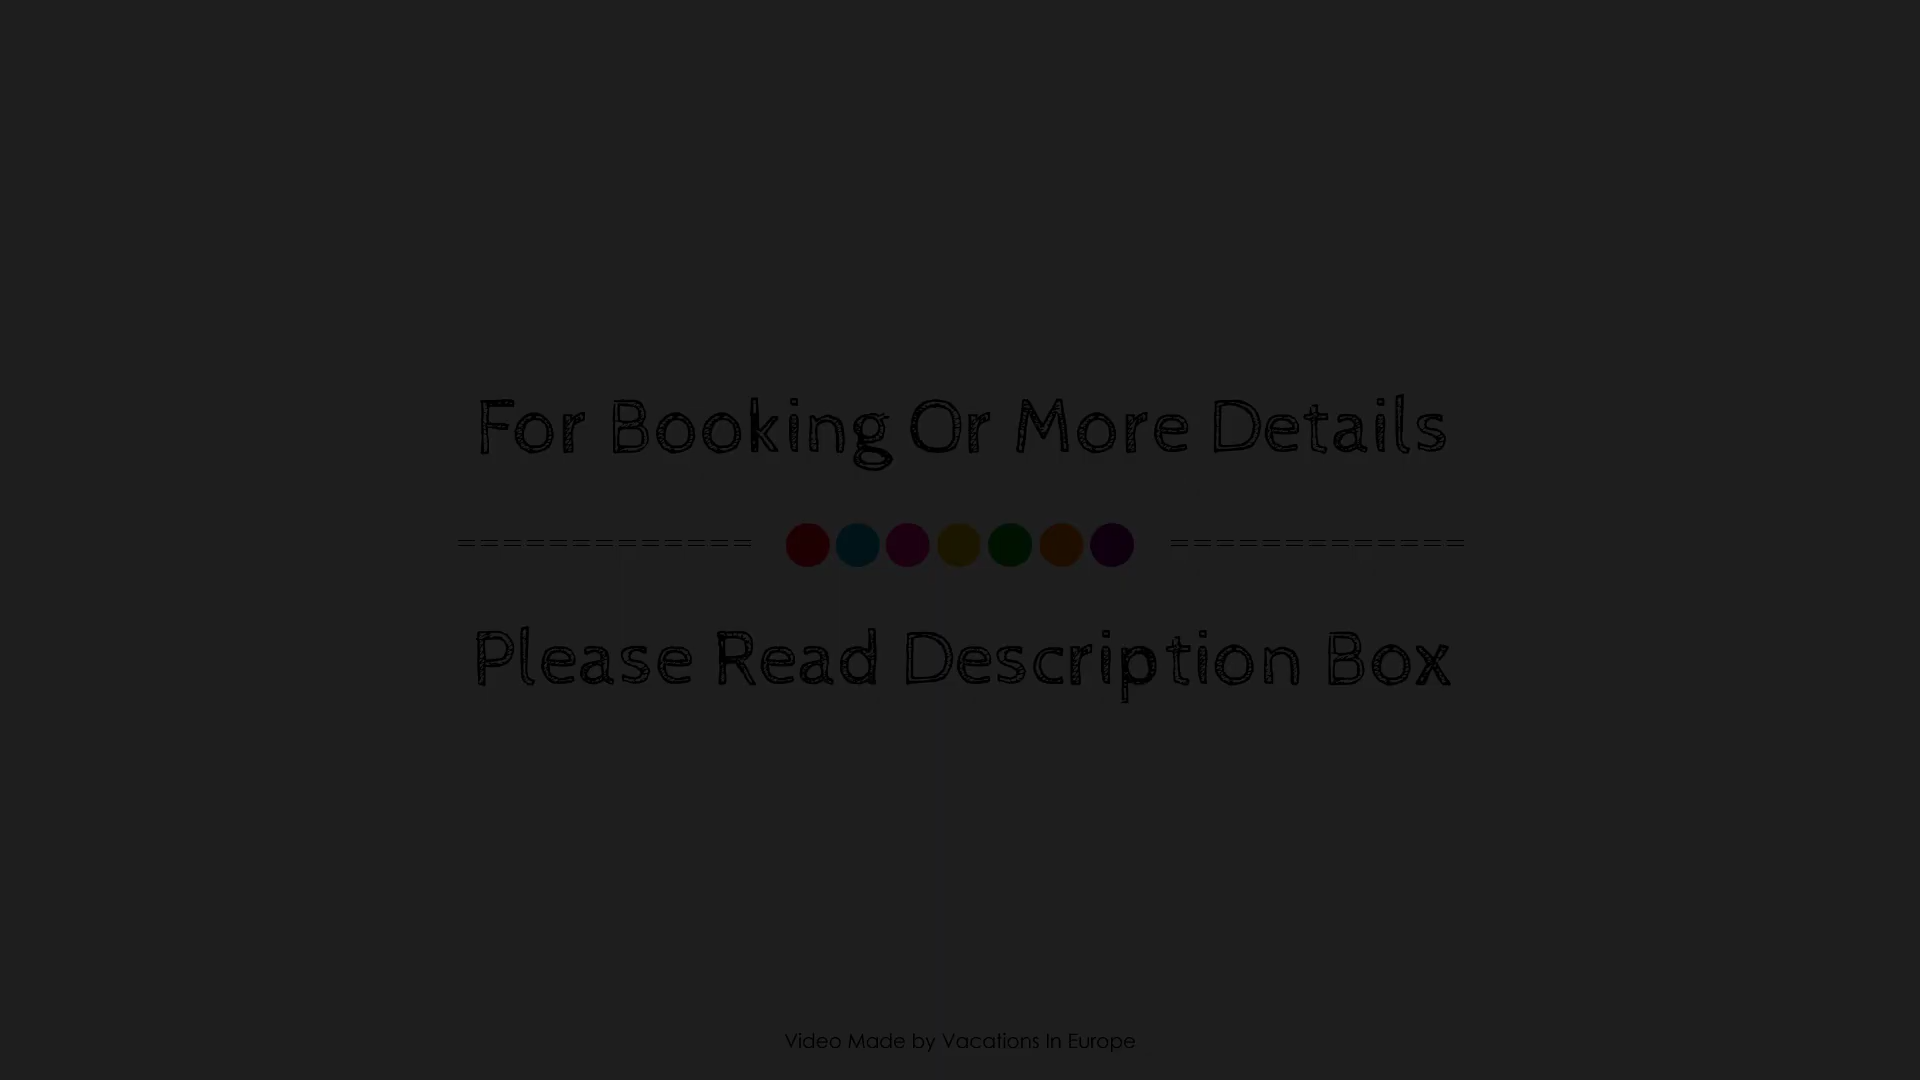 For Booking Or More Details
============= =============
Please Read Description Box
Video Made by Vacations In Europe